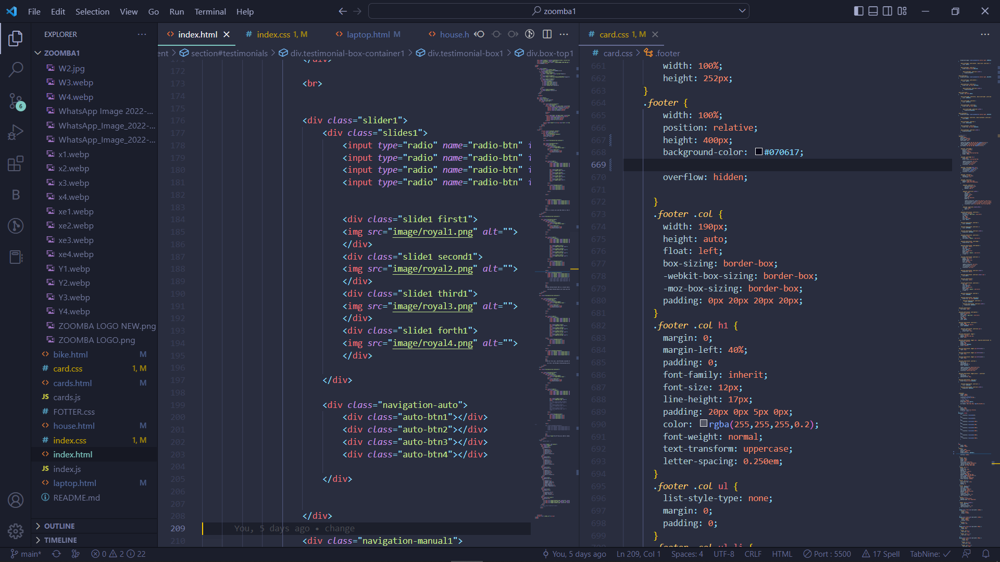 File Edit Selection View Go Run Terminal Help
zoomba1
EXPLORER
ZOOMBA1
W2.jpg
W3.webp
W4.webp
WhatsApp Image 2022-...
WhatsApp_Image_2022-...
WhatsApp_Image_2022-...
x1.webp
x2.webp
x3.webp
x4.webp
xe1.webp
xe2.webp
xe3.webp
xe4.webp
Y1.webp
Y2.webp
Y3.webp
Y4.webp
ZOOMBA LOGO NEW.png
ZOOMBA LOGO.png
bike.html M
card.css 1, M
cards.html M
cards.js
FOTTER.css
house.html M
index.css 1, M
index.html
index.js
laptop.html M
README.md
OUTLINE
TIMELINE
6
B
index.html index.css 1, M laptop.html M house.h
ent > section#testimonials > div.testimonial-box-container1 > div.testimonial-box1 > div.box-top1
171 </div>
172
173 <br>
174
175
176 <div class="slider1">
177 <div class="slides1">
178 <input type="radio" name="radio-btn" i
179 <input type="radio" name="radio-btn" i
180 <input type="radio" name="radio-btn" i
181 <input type="radio" name="radio-btn" i
182
183
184 <div class="slide1 first1">
185 <img src="image/royal1.png" alt="">
186 </div>
187 <div class="slide1 second1">
188 <img src="image/royal2.png" alt="">
189 </div>
190 <div class="slide1 third1">
191 <img src="image/royal3.png" alt="">
192 </div>
193 <div class="slide1 forth1">
194 <img src="image/royal4.png" alt="">
195 </div>
196
197 </div>
198
199 <div class="navigation-auto">
200 <div class="auto-btn1"></div>
201 <div class="auto-btn2"></div>
202 <div class="auto-btn3"></div>
203 <div class="auto-btn4"></div>
204
205 </div>
206
207
208 </div>
209 You, 5 days ago • change
210 <div class="navigation-manual1">
card.css 1, M
card.css > .footer
661 width: 100%;
662 height: 252px;
663 }
664 .footer {
665 width: 100%;
666 position: relative;
667 height: 400px;
668 background-color: #070617;
669
670 overflow: hidden;
671
672 }
673 .footer .col {
674 width: 190px;
675 height: auto;
676 float: left;
677 box-sizing: border-box;
678 -webkit-box-sizing: border-box;
679 -moz-box-sizing: border-box;
680 padding: 0px 20px 20px 20px;
681 }
682 .footer .col h1 {
683 margin: 0;
684 margin-left: 40%;
685 padding: 0;
686 font-family: inherit;
687 font-size: 12px;
688 line-height: 17px;
689 padding: 20px 0px 5px 0px;
690 color: rgba(255,255,255,0.2);
691 font-weight: normal;
692 text-transform: uppercase;
693 letter-spacing: 0.250em;
694 }
695 .footer .col ul {
696 list-style-type: none;
697 margin: 0;
698 padding: 0;
699 }
.footer .col ul li {
main* 0 2 22 You, 5 days ago Ln 209, Col 1 Spaces: 4 UTF-8 CRLF HTML Port : 5500 17 Spell TabNine: